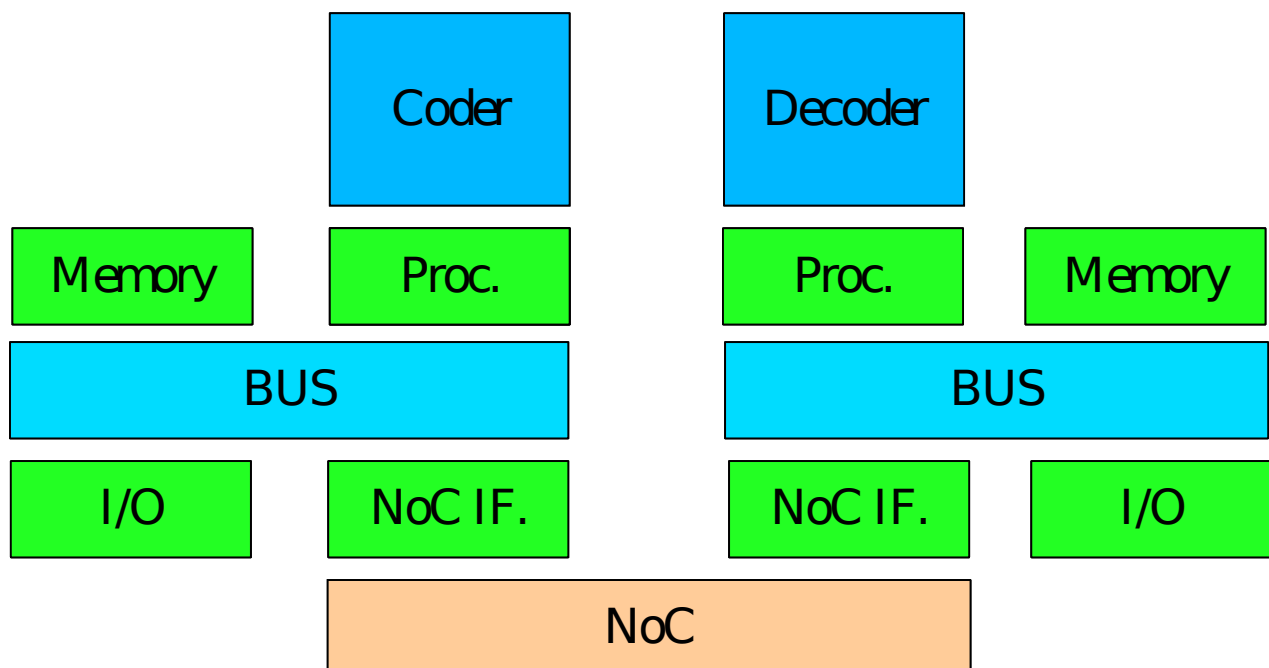 Coder
Decoder
Memory
Proc.
Proc.
Memory
BUS
BUS
I/O
NoC IF.
NoC IF.
I/O
NoC